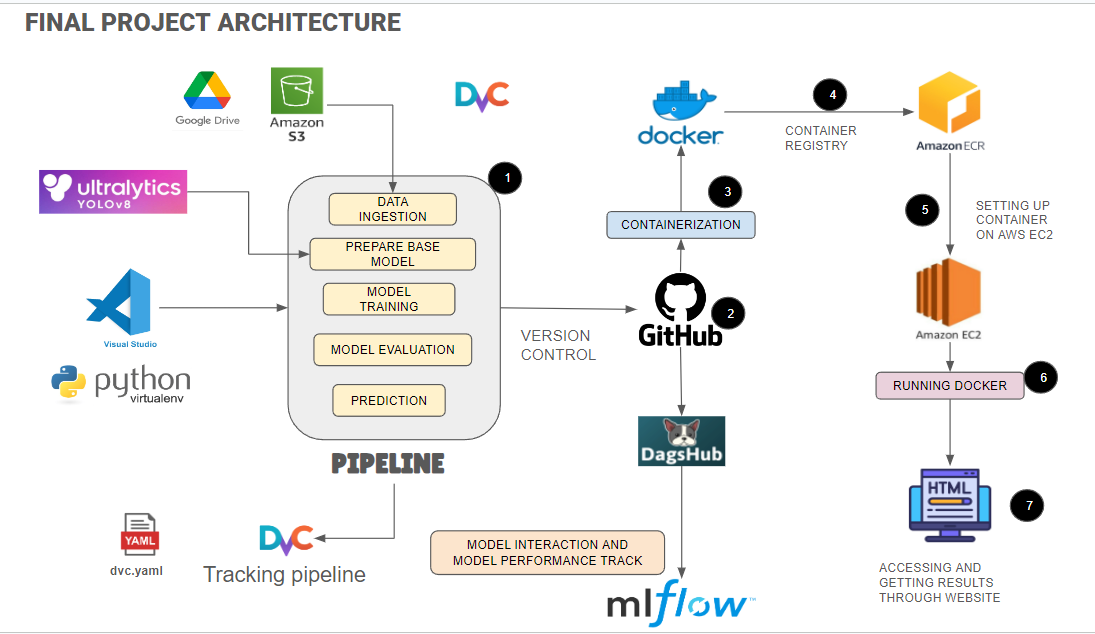 FINAL PROJECT ARCHITECTURE
Google Drive
Amazon
S3
DVC
docker
4
CONTAINER
REGISTRY
Amazon ECR
ultralytics
YOLOv8
1
DATA
INGESTION
PREPARE BASE
MODEL
MODEL
TRAINING
MODEL EVALUATION
PREDICTION
PIPELINE
Visual Studio
python
virtualenv
VERSION
CONTROL
3
CONTAINERIZATION
2
GitHub
DagsHub
5
SETTING UP
CONTAINER
ON AWS EC2
Amazon EC2
RUNNING DOCKER
6
HTML
7
ACCESSING AND
GETTING RESULTS
THROUGH WEBSITE
YAML
dvc.yaml
DVC
Tracking pipeline
MODEL INTERACTION AND
MODEL PERFORMANCE TRACK
mlflow™